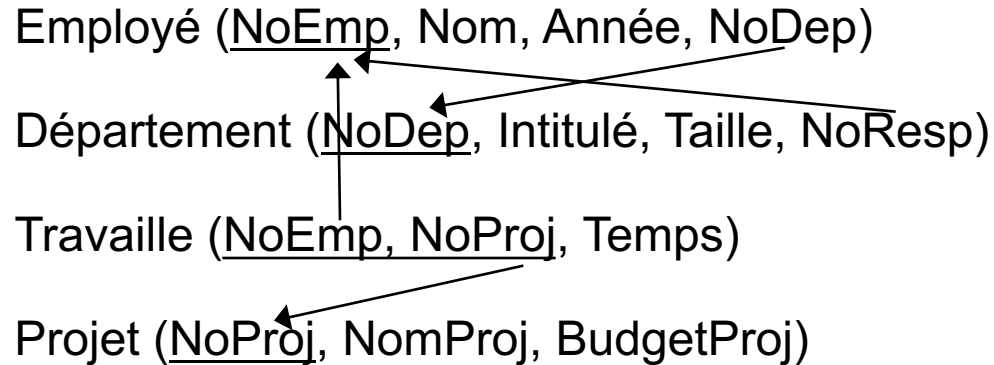 Employé (NoEmp, Nom, Année, NoDep)
Département (NoDep, Intitulé, Taille, NoResp)
Travaille (NoEmp, NoProj, Temps)
Projet (NoProj, NomProj, BudgetProj)